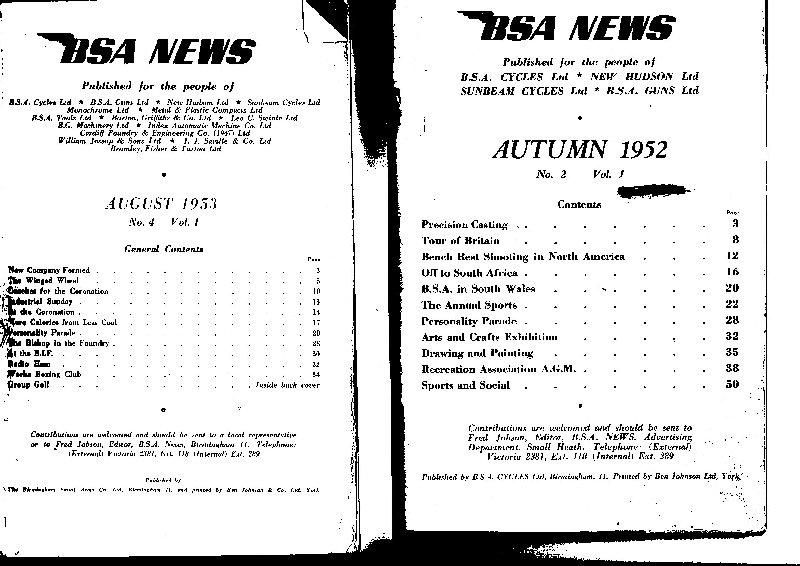 BSA NEWS
Published for the people of
B.S.A. Cycles Ltd * B.S.A. Guns Ltd * New Hudson Ltd * Sunbeam Cycles Ltd
Monochrome Ltd * Metal & Plastic Compacts Ltd
B.S.A. Tools Ltd * Burton, Griffiths & Co. Ltd * Leo C. Steinle Ltd
B.G. Machinery Ltd * Index Automatic Machine Co. Ltd
Cardiff Foundry & Engineering Co. (1947) Ltd
William Jessop & Sons Ltd * J. J. Saville & Co. Ltd
Bromley, Fisher & Turton Ltd
AUGUST 1953
No. 4 Vol. 1
General Contents
Page
New Company Formed . . . 3
The Winged Wheel . . . 5
Coaches for the Coronation . . . 10
Industrial Sunday . . . 13
At the Coronation . . . 14
More Calories from Less Coal . . . 17
Personality Parade . . . 20
The Bishop in the Foundry . . . 28
At the B.I.F. . . . 30
Radio Ham . . . 32
Works Boxing Club . . . 34
Group Golf . . . Inside back cover
Contributions are welcomed and should be sent to a local representative
or to Fred Jobson, Editor, B.S.A. News, Birmingham 11. Telephone:
(External) Victoria 2381, Ext. 118 (Internal) Ext. 289
Published by
The Birmingham Small Arms Co. Ltd, Birmingham 11, and printed by Ben Johnson & Co. Ltd, York
BSA NEWS
Published for the people of
B.S.A. CYCLES Ltd * NEW HUDSON Ltd
SUNBEAM CYCLES Ltd * B.S.A. GUNS Ltd
AUTUMN 1952
No. 2 Vol. 1
Contents
Page
Precision Casting . . . 3
Tour of Britain . . . 8
Bench Rest Shooting in North America . . . 12
Off to South Africa . . . 16
B.S.A. in South Wales . . . 20
The Annual Sports . . . 22
Personality Parade . . . 28
Arts and Crafts Exhibition . . . 32
Drawing and Painting . . . 35
Recreation Association A.G.M. . . . 38
Sports and Social . . . 50
Contributions are welcomed and should be sent to
Fred Jobson, Editor, B.S.A. NEWS, Advertising
Department, Small Heath. Telephone: (External)
Victoria 2381, Ext. 118 (Internal) Ext. 389
Published by B.S.A. CYCLES Ltd, Birmingham, 11. Printed by Ben Johnson Ltd, York